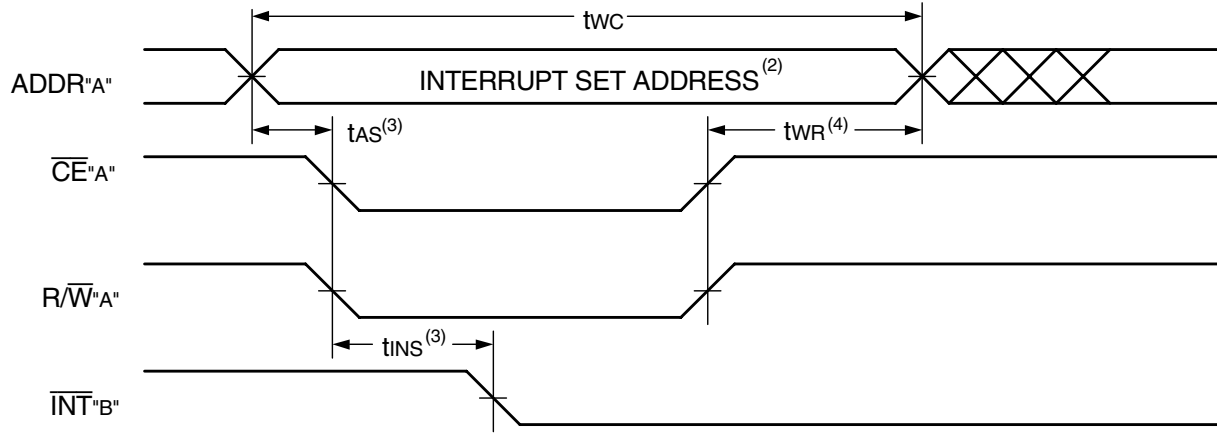 tWC
ADDR"A"
INTERRUPT SET ADDRESS(2)
tAS(3)
tWR(4)
CE"A"
R/W"A"
tINS(3)
INT"B"